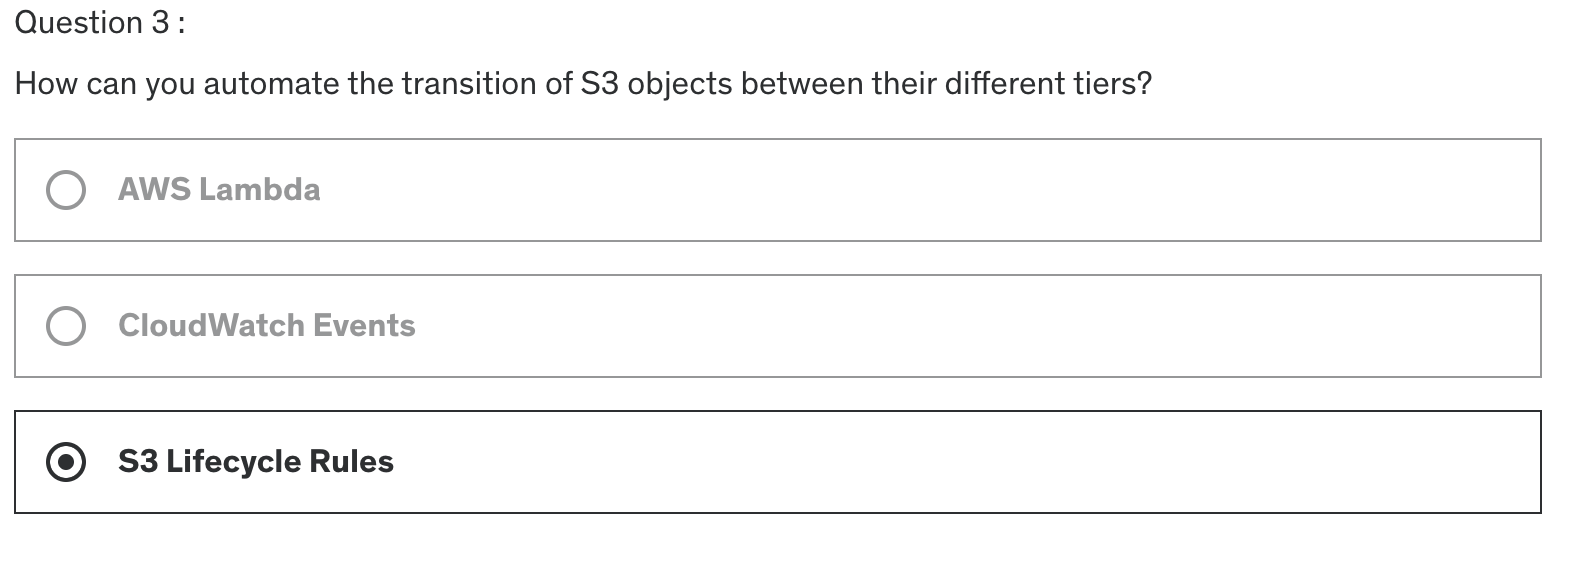 Question 3 :
How can you automate the transition of S3 objects between their different tiers?
AWS Lambda
CloudWatch Events
S3 Lifecycle Rules